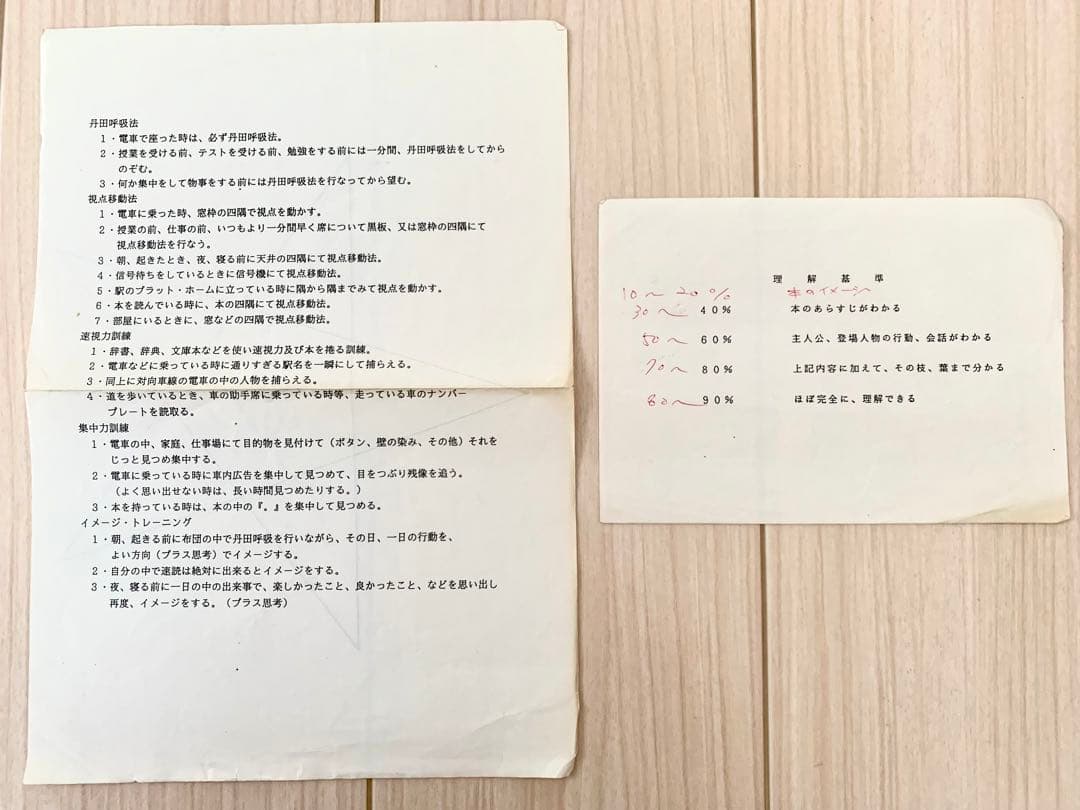 丹田呼吸法
1・電車で座った時は、必ず丹田呼吸法。
2・授業を受ける前、テストを受ける前、勉強をする前には一分間、丹田呼吸法をしてから
のぞむ。
3・何か集中をして物事をする前には丹田呼吸法を行なってから望む。
視点移動法
1・電車に乗った時、窓枠の四隅で視点を動かす。
2・授業の前、仕事の前、いつもより一分間早く席について黒板、又は窓枠の四隅にて
視点移動法を行なう。
3・朝、起きたとき、夜、寝る前に天井の四隅にて視点移動法。
4・信号待ちをしているときに信号機にて視点移動法。
5・駅のプラット・ホームに立っている時に隅から隅までみて視点を動かす。
6・本を読んでいる時に、本の四隅にて視点移動法。
7・部屋にいるときに、窓などの四隅で視点移動法。
速視力訓練
1・辞書、辞典、文庫本などを使い速視力及び本を捲る訓練。
2・電車などに乗っている時に通りすぎる駅名を一瞬にして捕らえる。
3・同上に対向車線の電車の中の人物を捕らえる。
4・道を歩いているとき、車の助手席に乗っている時等、走っている車のナンバー
プレートを読取る。
集中力訓練
1・電車の中、家庭、仕事場にて目的物を見付けて（ボタン、壁の染み、その他）それを
じっと見つめ集中する。
2・電車に乗っている時に車内広告を集中して見つめて、目をつぶり残像を追う。
（よく思い出せない時は、長い時間見つめたりする。）
3・本を持っている時は、本の中の『。』を集中して見つめる。
イメージ・トレーニング
1・朝、起きる前に布団の中で丹田呼吸を行いながら、その日、一日の行動を、
よい方向（プラス思考）でイメージする。
2・自分の中で速読は絶対に出来るとイメージをする。
3・夜、寝る前に一日の中の出来事で、楽しかったこと、良かったこと、などを思い出し
再度、イメージをする。（プラス思考）
理解基準
10〜20% 本のイメージへ
30〜40% 本のあらすじがわかる
50〜60% 主人公、登場人物の行動、会話がわかる
70〜80% 上記内容に加えて、その枝、葉まで分かる
80〜90% ほぼ完全に、理解できる